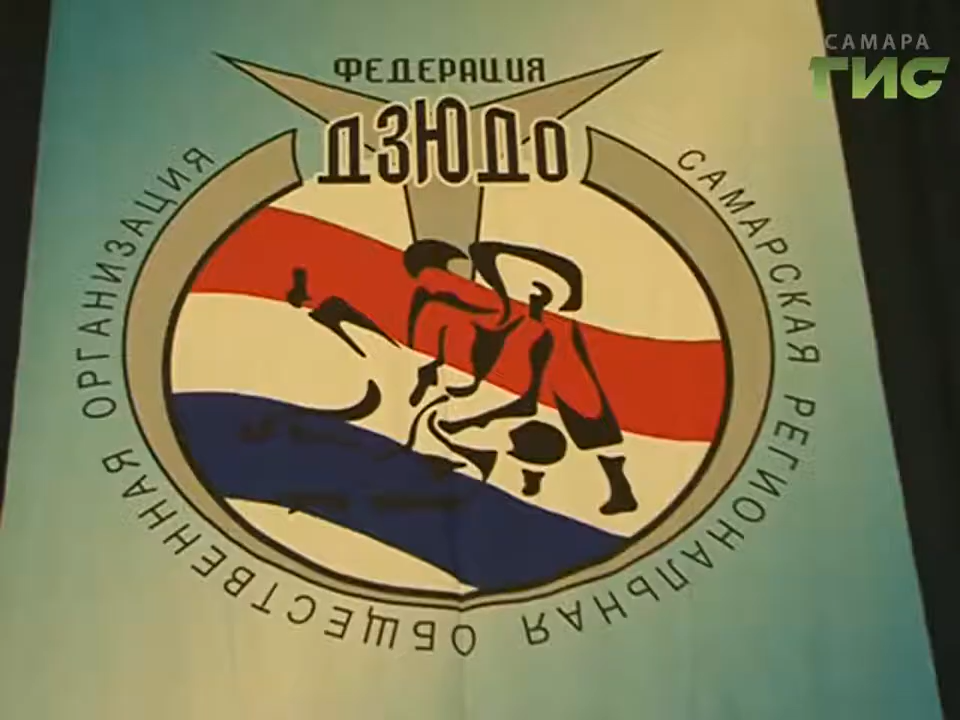 САМАРА
ГИС
ФЕДЕРАЦИЯ
ДЗЮДО
САМАРСКАЯ РЕГИОНАЛЬНАЯ ОБЩЕСТВЕННАЯ ОРГАНИЗАЦИЯ